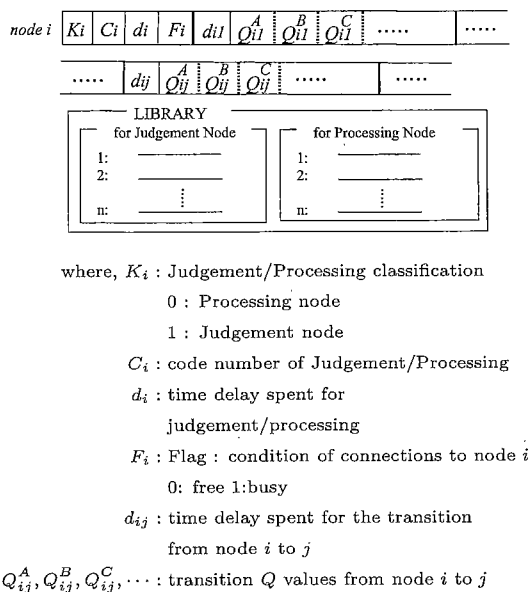 node i Ki Ci di Fi di1 Q^A_i1 Q^B_i1 Q^C_i1 ..... .....
..... dij Q^A_ij Q^B_ij Q^C_ij ..... .....
LIBRARY
for Judgement Node for Processing Node
1: 1:
2: 2:
n: n:
where, K_i : Judgement/Processing classification
0 : Processing node
1 : Judgement node
C_i : code number of Judgement/Processing
d_i : time delay spent for
judgement/processing
F_i : Flag : condition of connections to node i
0: free 1:busy
d_ij : time delay spent for the transition
from node i to j
Q^A_ij, Q^B_ij, Q^C_ij, ··· : transition Q values from node i to j